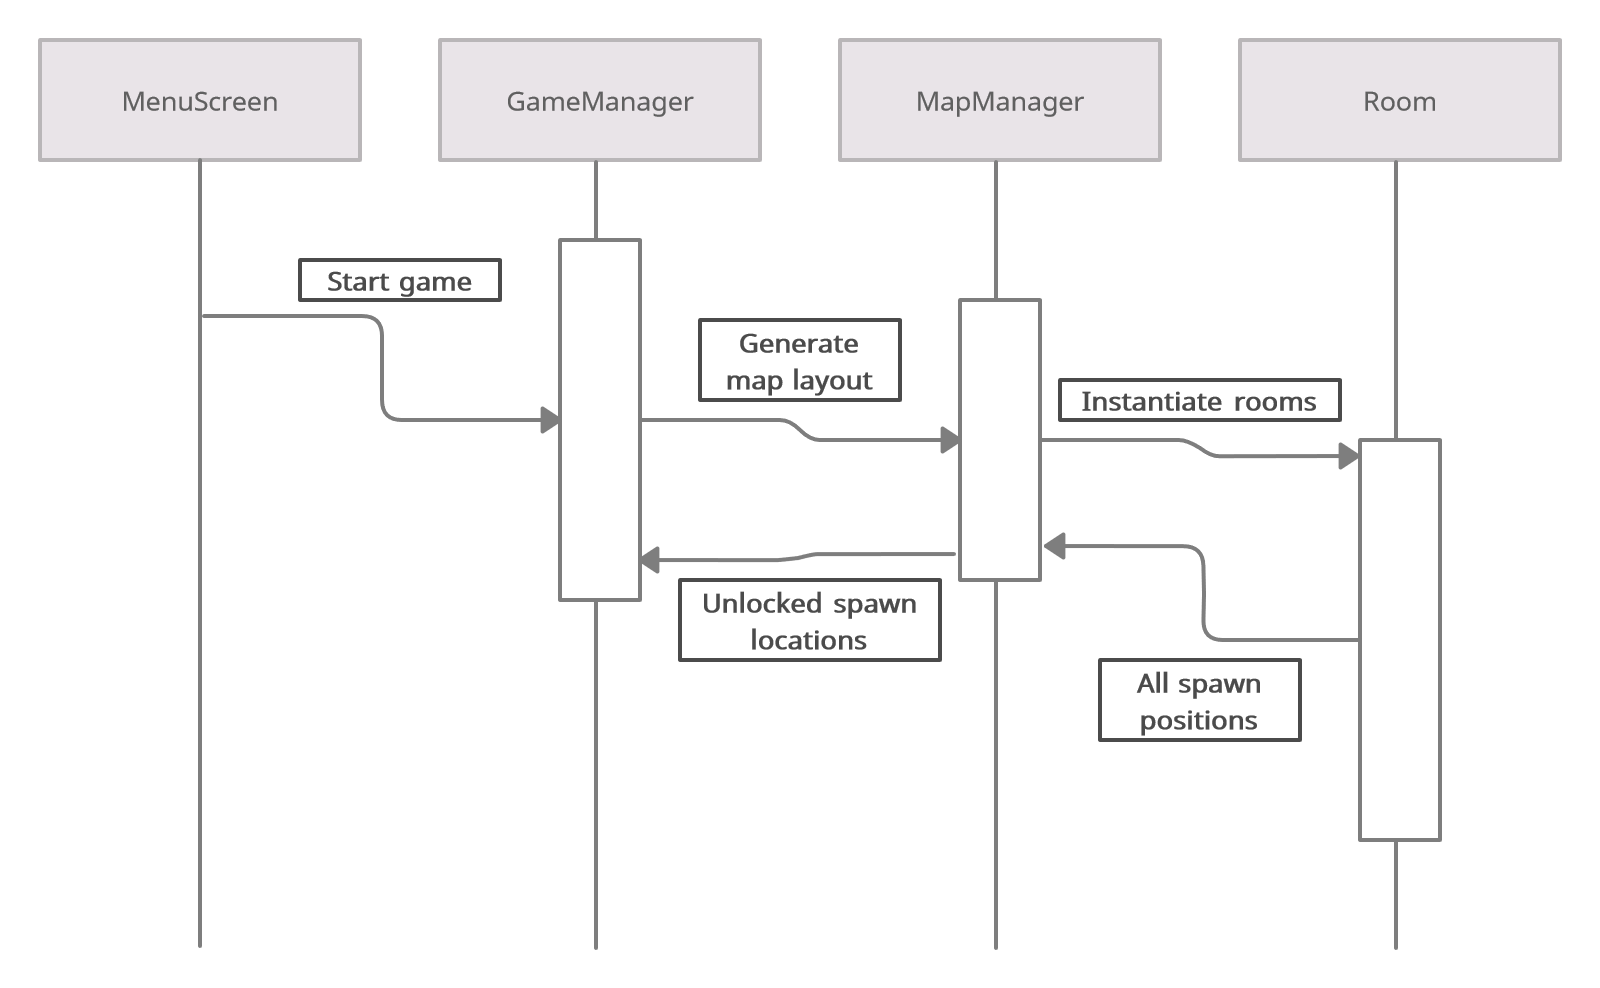 MenuScreen
GameManager
MapManager
Room
Start game
Generate
map layout
Instantiate rooms
Unlocked spawn
locations
All spawn
positions